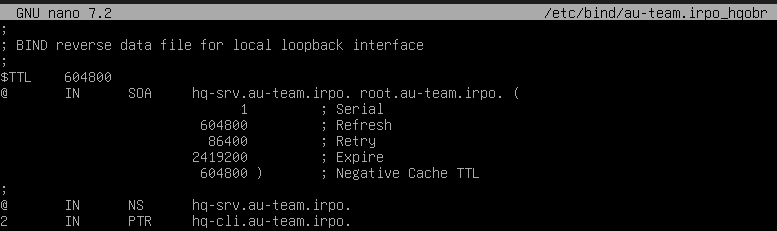 GNU nano 7.2 /etc/bind/au-team.irpo_hqobr
;
; BIND reverse data file for local loopback interface
;
$TTL 604800
@ IN SOA hq-srv.au-team.irpo. root.au-team.irpo. (
1 ; Serial
604800 ; Refresh
86400 ; Retry
2419200 ; Expire
604800 ) ; Negative Cache TTL
;
@ IN NS hq-srv.au-team.irpo.
2 IN PTR hq-cli.au-team.irpo.